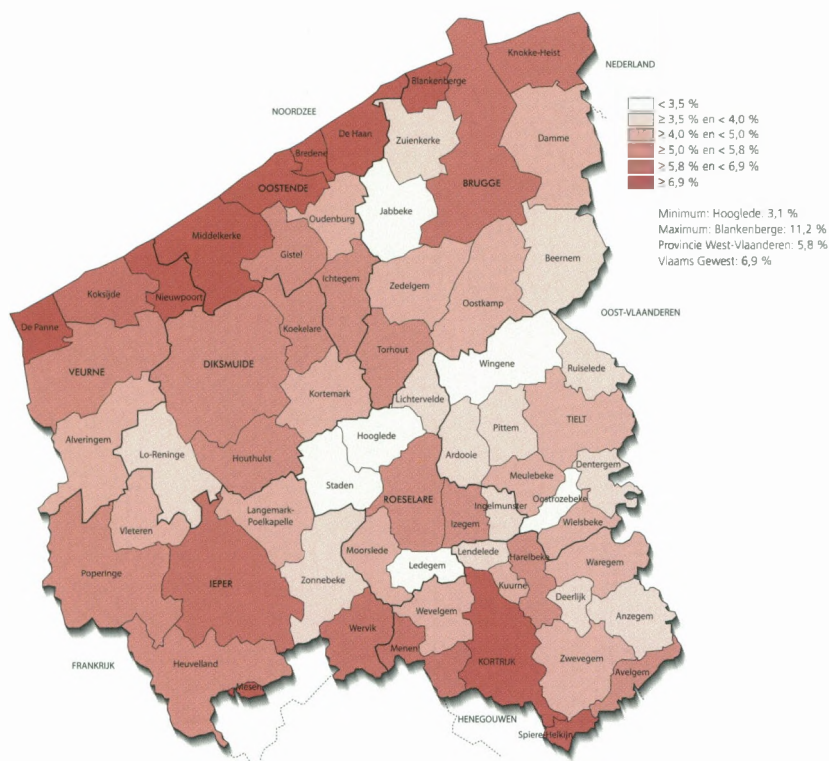 Knokke-Heist
NEDERLAND
Blankenberge
< 3,5 %
≥ 3,5 % en < 4,0 %
≥ 4,0 % en < 5,0 %
≥ 5,0 % en < 5,8 %
≥ 5,8 % en < 6,9 %
≥ 6,9 %
Minimum: Hooglede: 3,1 %
Maximum: Blankenberge: 11,2 %
Provincie West-Vlaanderen: 5,8 %
Vlaams Gewest: 6,9 %
NOORDZEE
De Haan
Zuienkerke
Damme
Bredene
OOSTENDE
BRUGGE
Jabbeke
Oudenburg
Middelkerke
Gistel
Beernem
Ichtegem
Zedelgem
Koksijde
Nieuwpoort
Oostkamp
OOST-VLAANDEREN
De Panne
Koekelare
Torhout
VEURNE
DIKSMUIDE
Wingene
Ruiselede
Kortemark
Lichtervelde
Alveringem
Lo-Reninge
Hooglede
Pittem
TIELT
Houthulst
Ardooie
Staden
Meulebeke
Dentergem
ROESELARE
Oostrozebeke
Ingelmunster
Langemark-
Poelkapelle
Izegem
Wielsbeke
Vleteren
Moorslede
Lendelede
Harelbeke
Ledegem
Waregem
Poperinge
IEPER
Zonnebeke
Kuurne
Deerlijk
Wevelgem
Anzegem
Wervik
Menen
FRANKRIJK
Heuvelland
KORTRIJK
Zwevegem
Avelgem
Mesen
HENEGOUWEN
Spiere-Helkijn